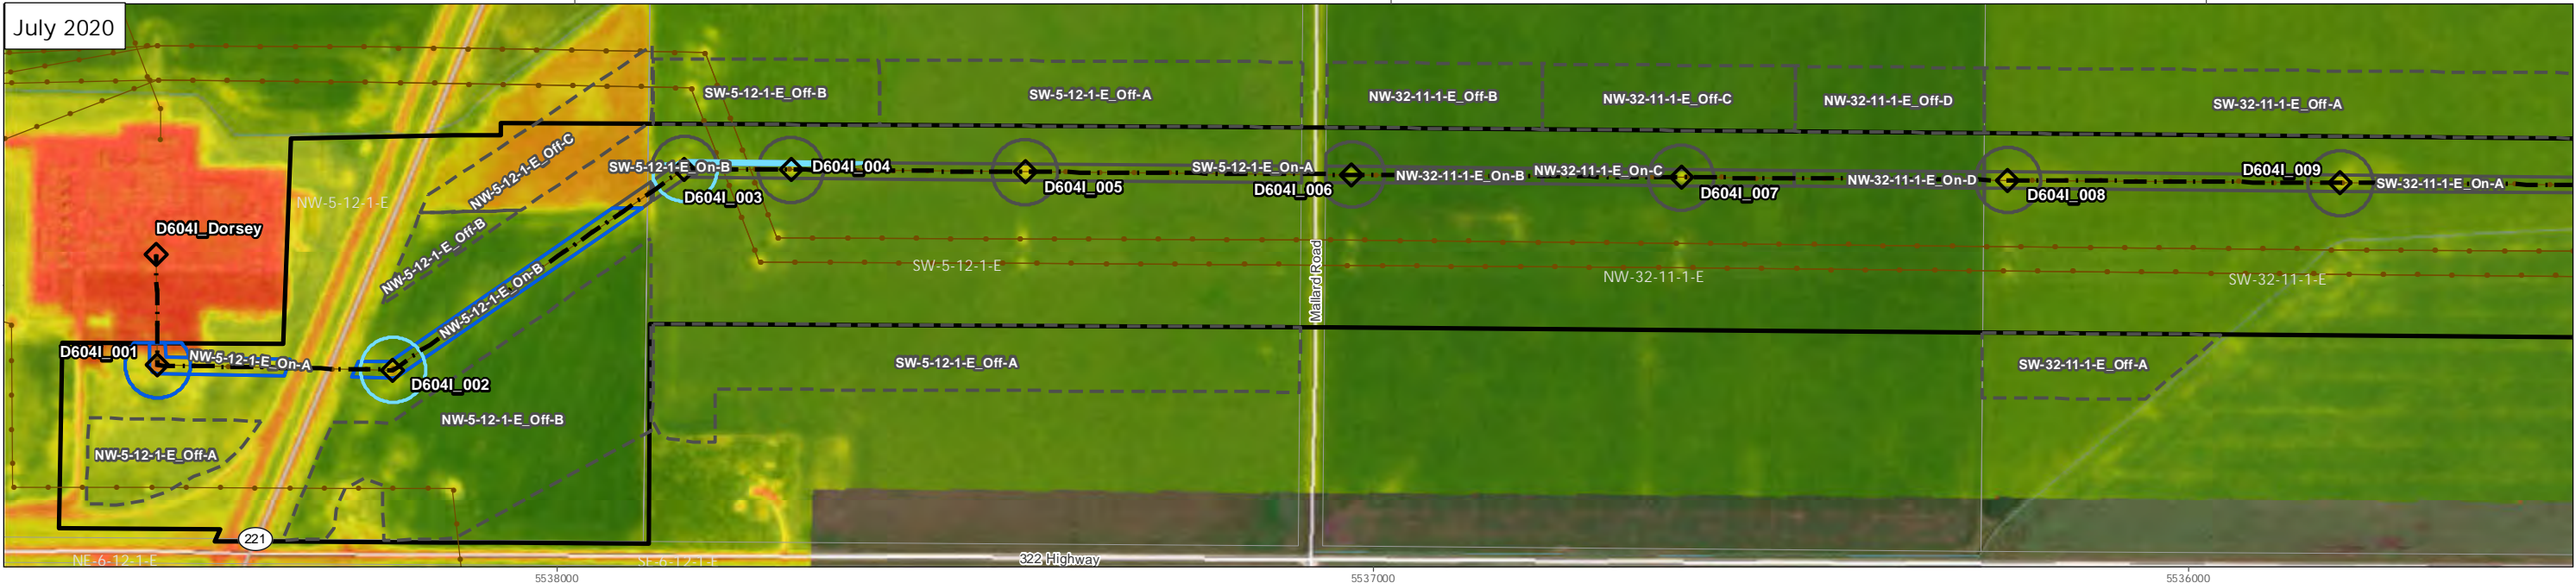 July 2020
SW-5-12-1-E_Off-B
SW-5-12-1-E_Off-A
NW-32-11-1-E_Off-B
NW-32-11-1-E_Off-C
NW-32-11-1-E_Off-D
SW-32-11-1-E_Off-A
NW-5-12-1-E_Off-C
SW-5-12-1-E_On-B
D604I_004
SW-5-12-1-E_On-A
NW-32-11-1-E_On-B
NW-32-11-1-E_On-C
NW-32-11-1-E_On-D
D604I_009
SW-32-11-1-E_On-A
NW-5-12-1-E
D604I_003
D604I_005
D604I_006
D604I_007
D604I_008
D604I_Dorsey
NW-5-12-1-E_Off-B
SW-5-12-1-E
Mallard Road
NW-32-11-1-E
SW-32-11-1-E
NW-5-12-1-E_On-B
D604I_001
NW-5-12-1-E_On-A
D604I_002
SW-5-12-1-E_Off-A
SW-32-11-1-E_Off-A
NW-5-12-1-E_Off-B
NW-5-12-1-E_Off-A
221
NE-6-12-1-E
SE-6-12-1-E
322 Highway
5538000
5537000
5536000